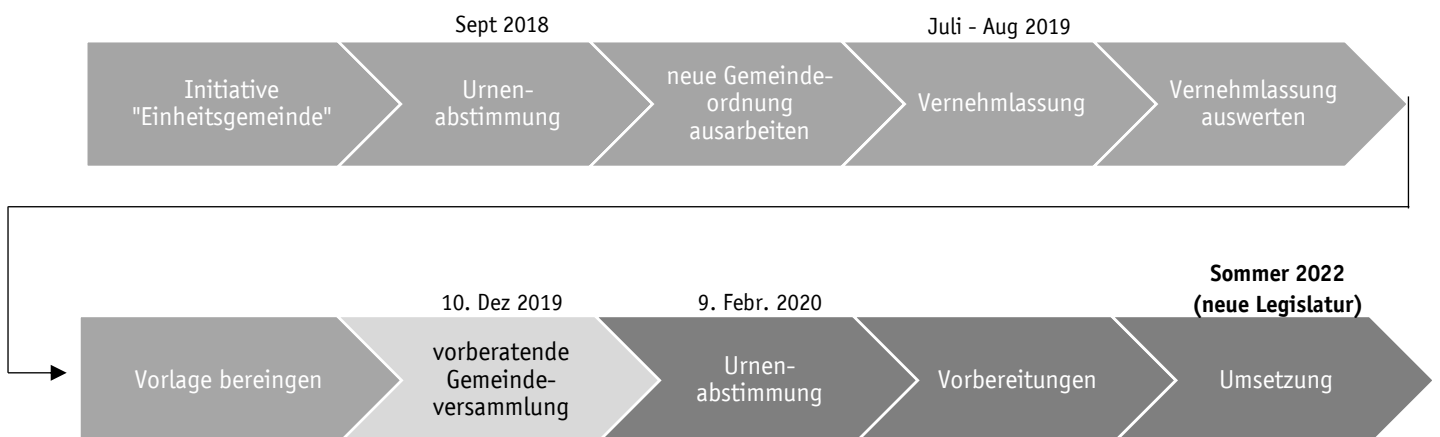 Sept 2018
Juli - Aug 2019
Initiative
"Einheitsgemeinde"
Urnen-
abstimmung
neue Gemeinde-
ordnung
ausarbeiten
Vernehmlassung
Vernehmlassung
auswerten
Sommer 2022
(neue Legislatur)
10. Dez 2019
9. Febr. 2020
Vorlage bereingen
vorberatende
Gemeinde-
versammlung
Urnen-
abstimmung
Vorbereitungen
Umsetzung